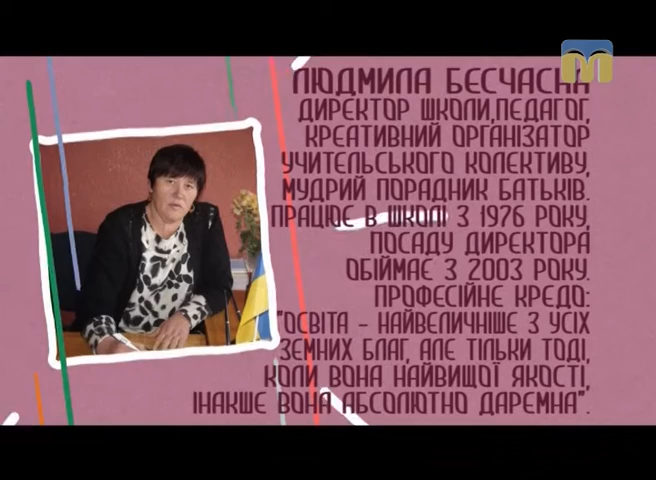 ЛЮДМИЛА БЕСЧАСНА
ДИРЕКТОР ШКОЛИ,ПЕДАГОГ,
КРЕАТИВНИЙ ОРГАНІЗАТОР
УЧИТЕЛЬСЬКОГО КОЛЕКТИВУ,
МУДРИЙ ПОРАДНИК БАТЬКІВ.
ПРАЦЮЄ В ШКОЛІ З 1976 РОКУ,
ПОСАДУ ДИРЕКТОРА
ОБІЙМАЄ З 2003 РОКУ.
ПРОФЕСІЙНЕ КРЕДО:
"ОСВІТА - НАЙВЕЛИЧНІШЕ З УСІХ
ЗЕМНИХ БЛАГ, АЛЕ ТІЛЬКИ ТОДІ,
КОЛИ ВОНА НАЙВИЩОЇ ЯКОСТІ,
ІНАКШЕ ВОНА АБСОЛЮТНО ДАРЕМНА".